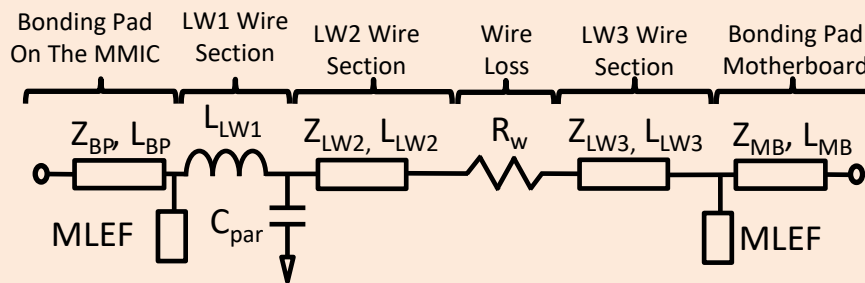 Bonding Pad
On The MMIC
LW1 Wire
Section
LW2 Wire
Section
Wire
Loss
LW3 Wire
Section
Bonding Pad
Motherboard
Z_BP, L_BP
L_LW1
Z_LW2, L_LW2
R_w
Z_LW3, L_LW3
Z_MB, L_MB
MLEF
C_par
MLEF